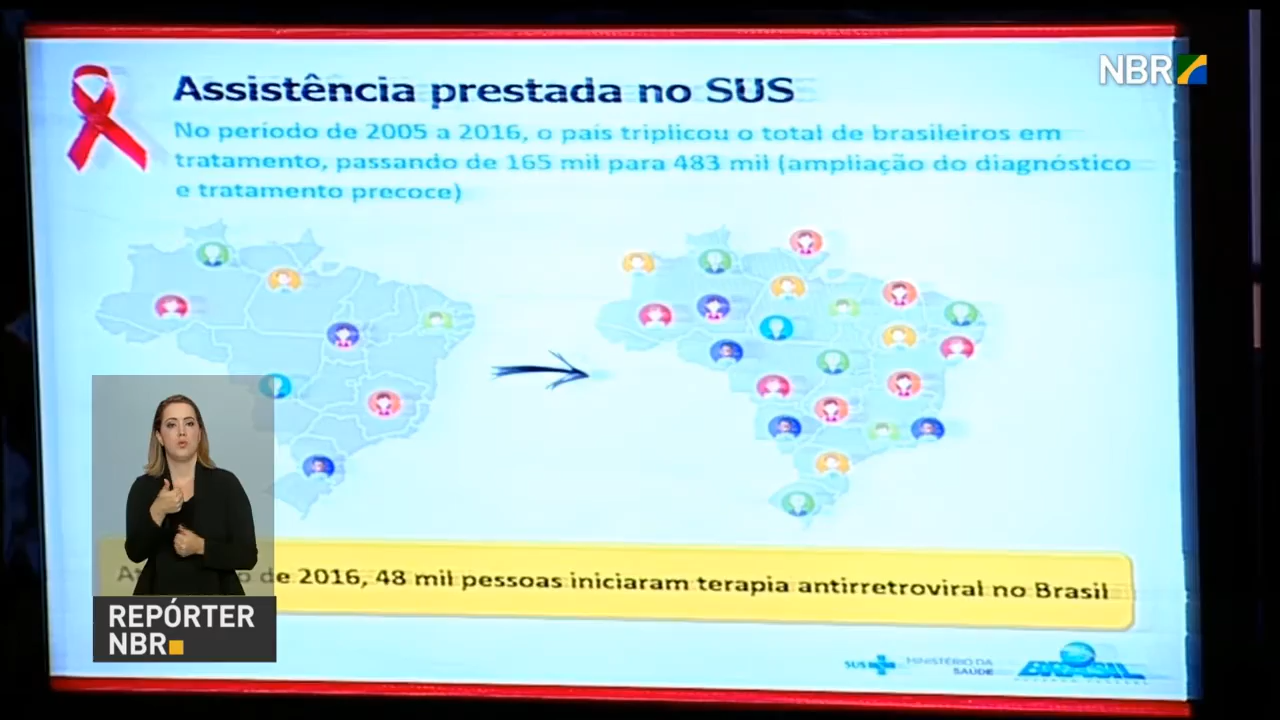 NBR
Assistência prestada no SUS
No período de 2005 a 2016, o país triplicou o total de brasileiros em
tratamento, passando de 165 mil para 483 mil (ampliação do diagnóstico
e tratamento precoce)
de 2016, 48 mil pessoas iniciaram terapia antirretroviral no Brasil
REPÓRTER
NBR
SUS MINISTÉRIO DA
SAÚDE
BRASIL